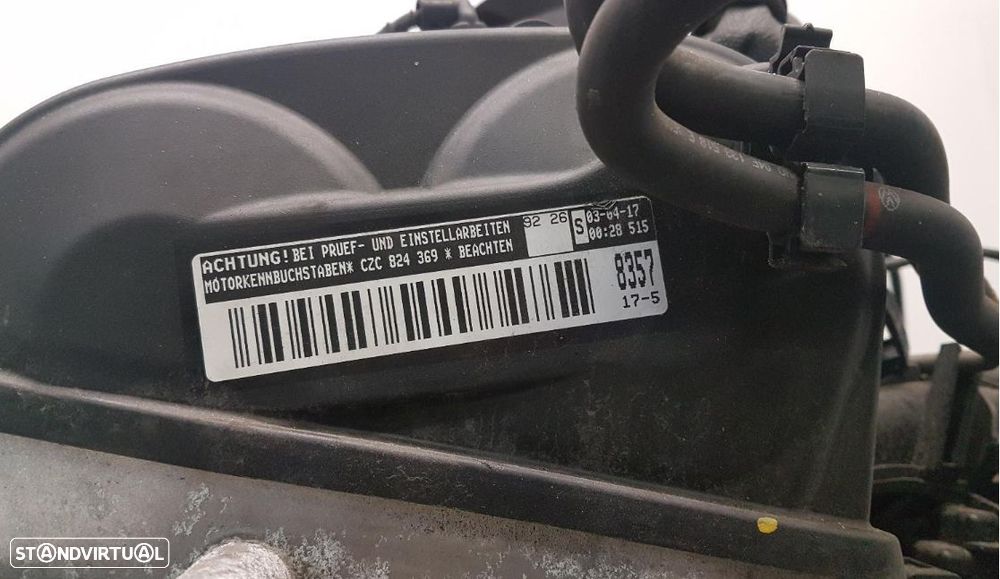 ACHTUNG! BEI PRUEF- UND EINSTELLARBEITEN
MOTORKENNBUCHSTABEN* CZC 824 369 * BEACHTEN
92 26
S
03-04-17
00:28 515
8357
17-5
STANDVIRTUAL